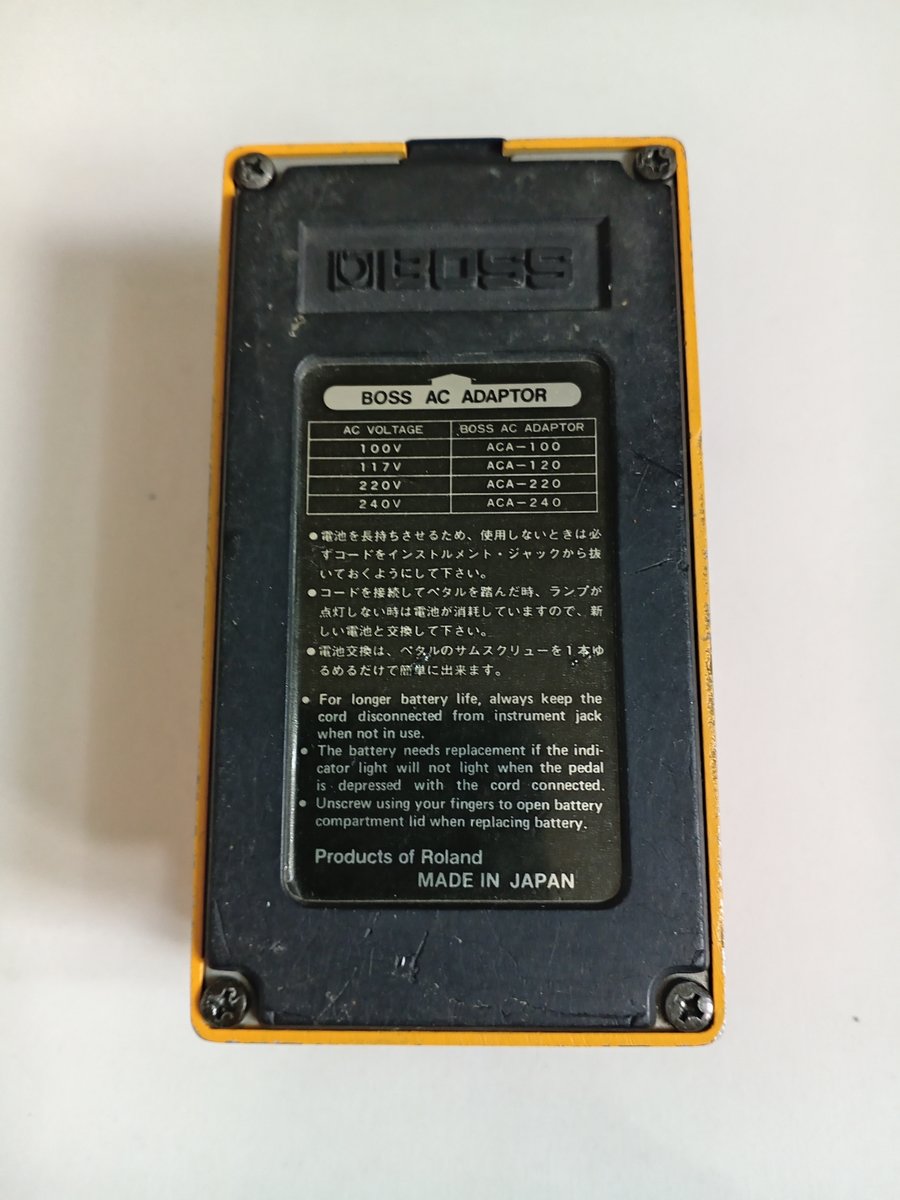 BOSS
BOSS AC ADAPTOR
AC VOLTAGE BOSS AC ADAPTOR
100V ACA-100
117V ACA-120
220V ACA-220
240V ACA-240
●電池を長持ちさせるため、使用しないときは必
ずコードをインストルメント・ジャックから抜
いておくようにして下さい。
●コードを接続してペタルを踏んだ時、ランプが
点灯しない時は電池が消耗していますので、新
しい電池と交換して下さい。
●電池交換は、ペタルのサムスクリューを1本ゆ
るめるだけで簡単に出来ます。
● For longer battery life, always keep the
cord disconnected from instrument jack
when not in use.
● The battery needs replacement if the indi-
cator light will not light when the pedal
is depressed with the cord connected.
● Unscrew using your fingers to open battery
compartment lid when replacing battery.
Products of Roland
MADE IN JAPAN